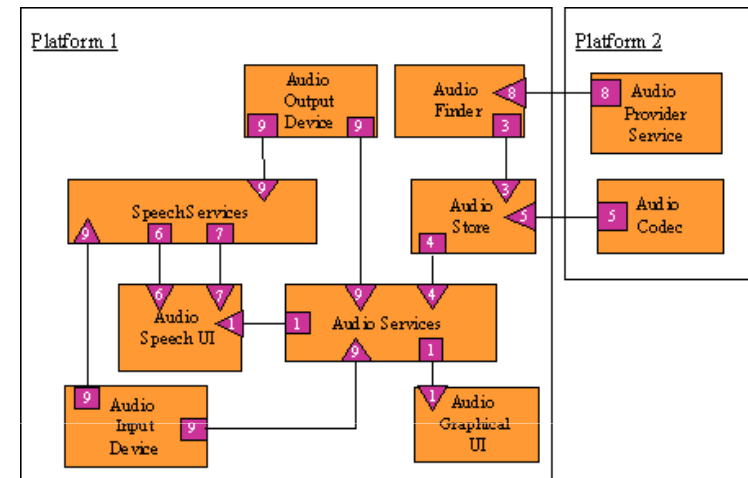 Platform 1
Platform 2
Audio
Output
Device
9
9
Audio
Finder
8
3
8
Audio
Provider
Service
9
SpeechServices
9
6
7
3
Audio
Store
5
4
5
Audio
Codec
6
7
Audio
Speech UI
1
9
4
1
Audio Services
9
1
9
Audio
Input
Device
9
1
Audio
Graphical
UI